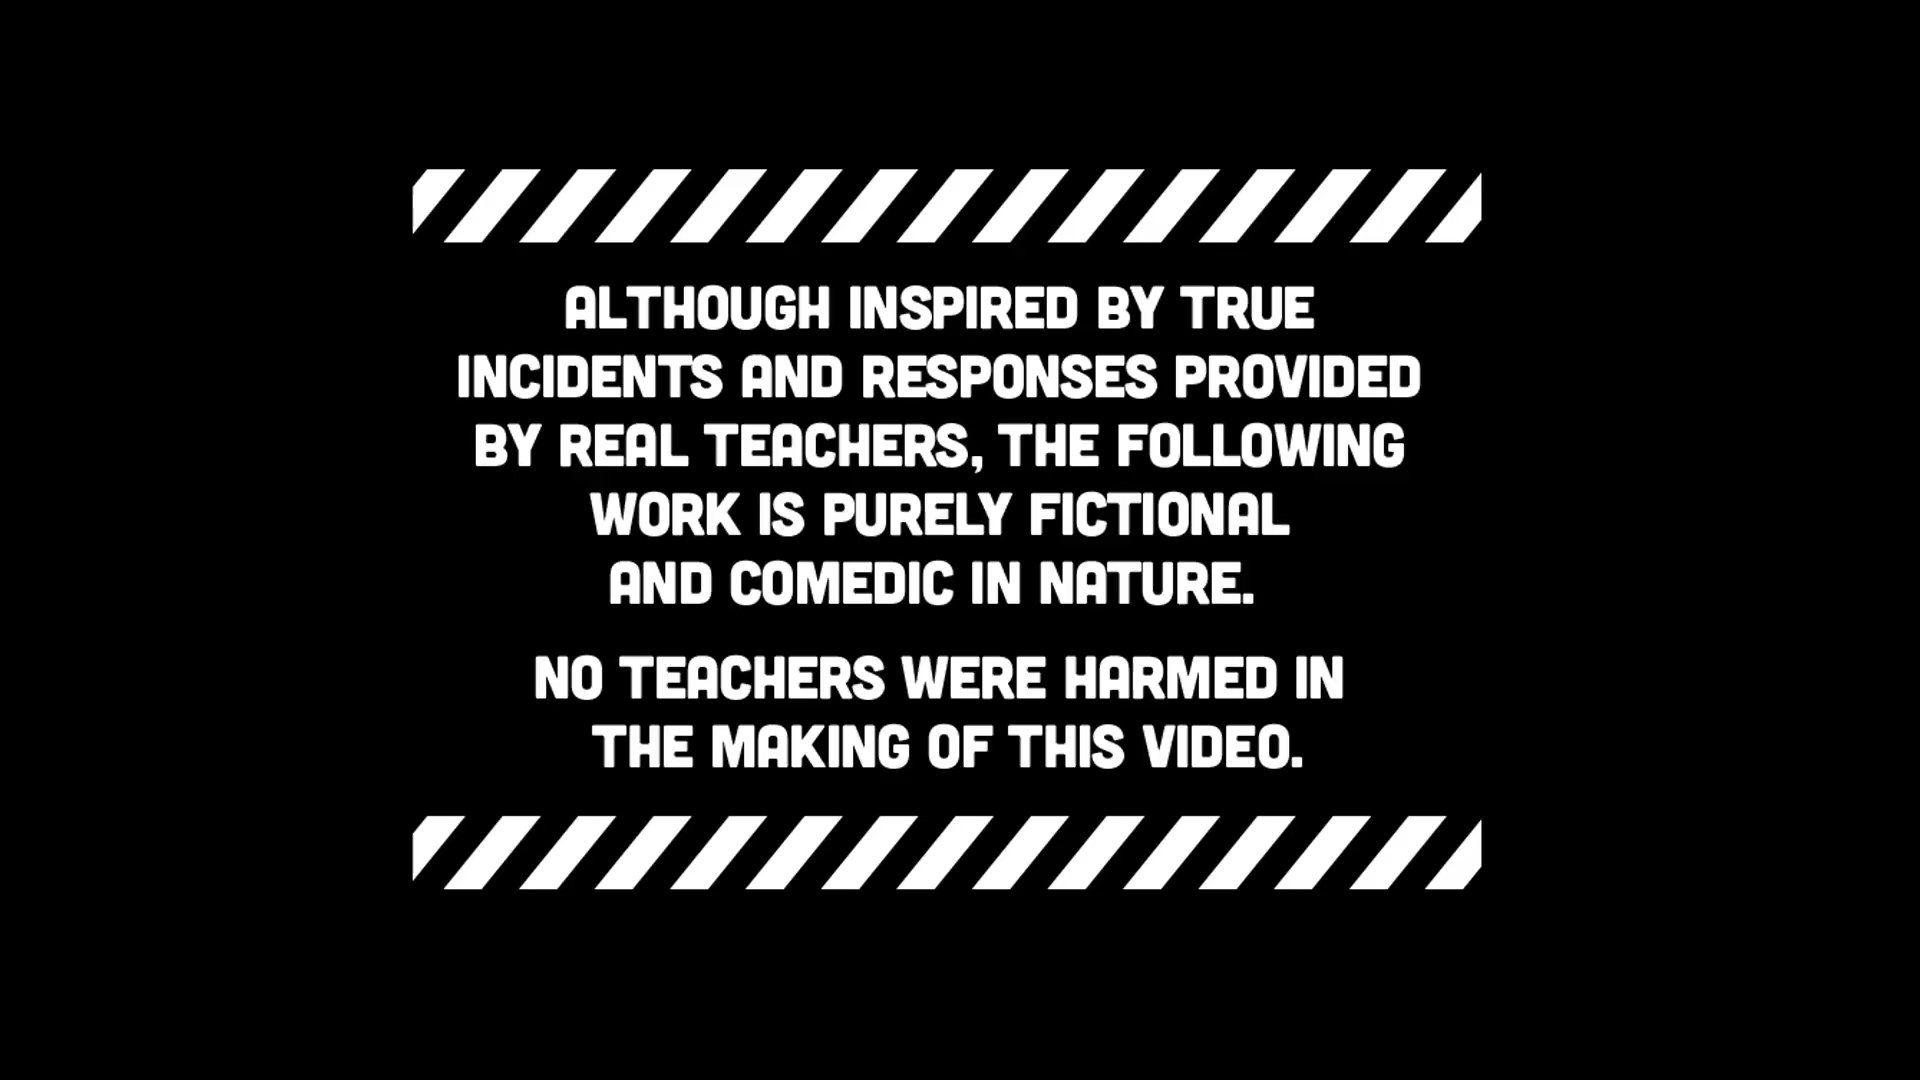 ALTHOUGH INSPIRED BY TRUE
INCIDENTS AND RESPONSES PROVIDED
BY REAL TEACHERS, THE FOLLOWING
WORK IS PURELY FICTIONAL
AND COMEDIC IN NATURE.
NO TEACHERS WERE HARMED IN
THE MAKING OF THIS VIDEO.